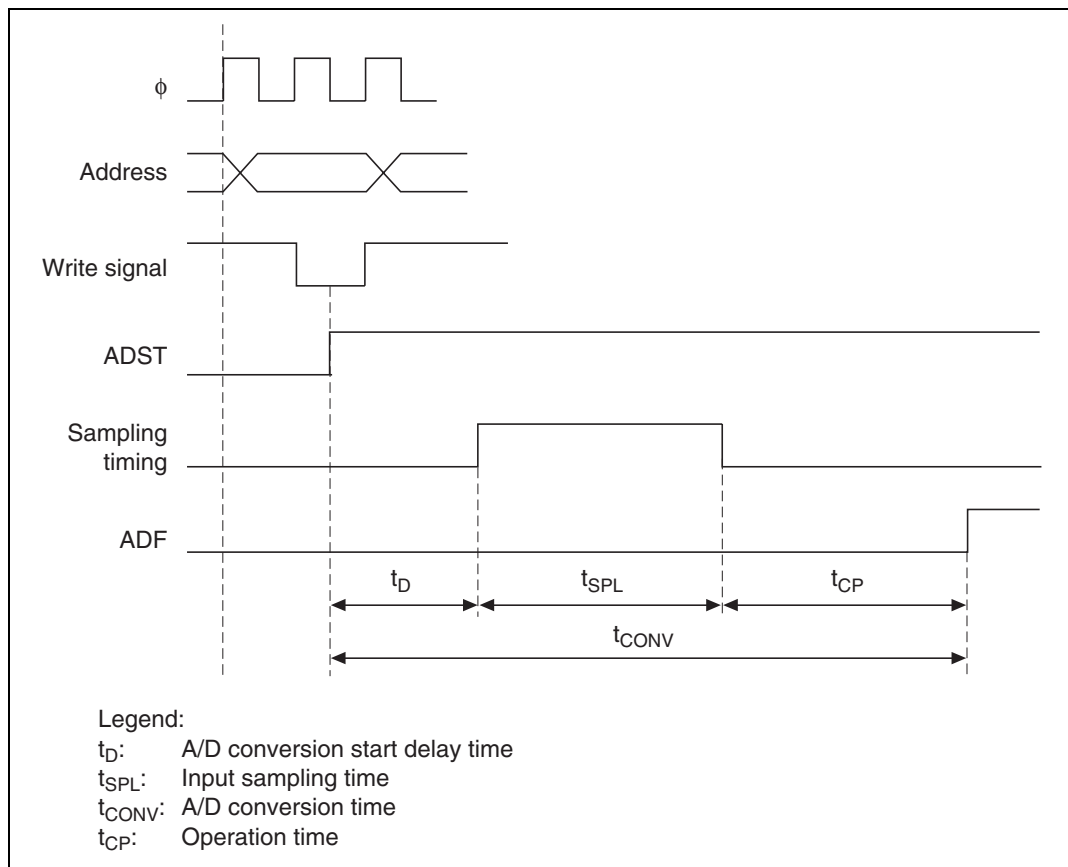 ϕ
Address
Write signal
ADST
Sampling
timing
ADF
tD
tSPL
tCP
tCONV
Legend:
tD: A/D conversion start delay time
tSPL: Input sampling time
tCONV: A/D conversion time
tCP: Operation time